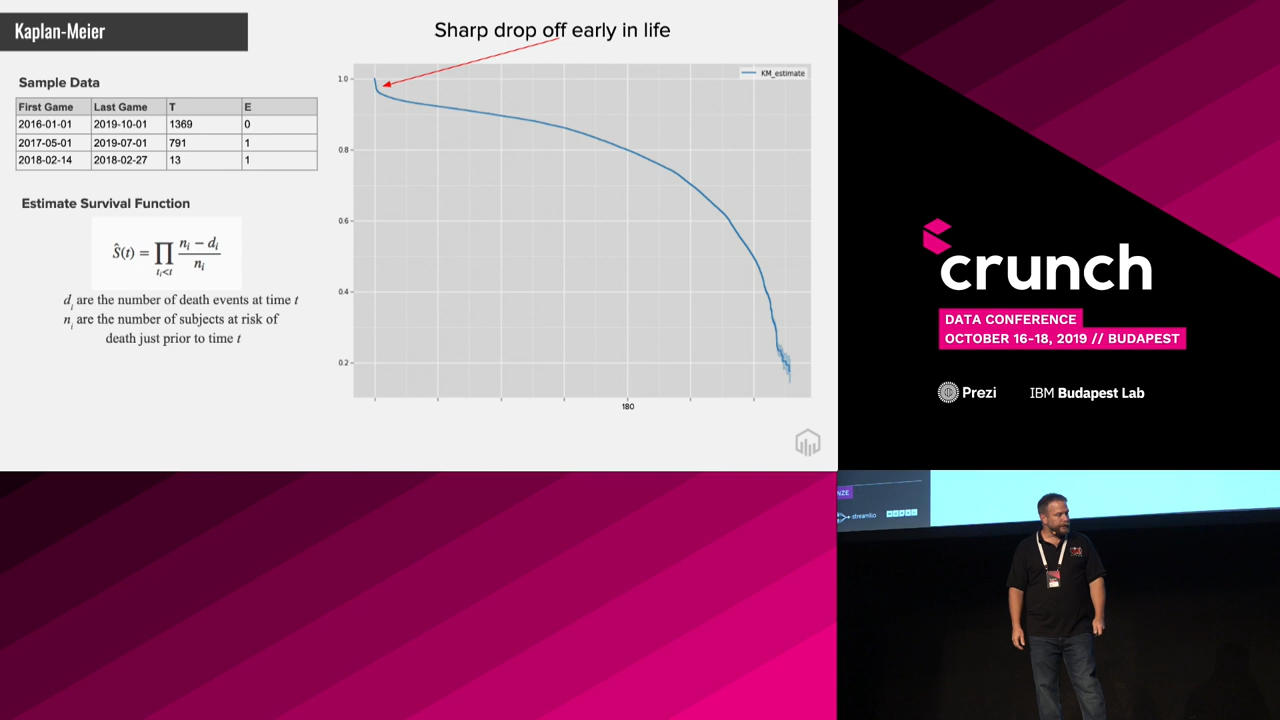 Kaplan-Meier
Sharp drop off early in life
Sample Data
First Game Last Game T E
2016-01-01 2019-10-01 1369 0
2017-05-01 2019-07-01 791 1
2018-02-14 2018-02-27 13 1
Estimate Survival Function
Ŝ(t) = ∏ tᵢ<t (nᵢ − dᵢ) / nᵢ
dᵢ are the number of death events at time t
nᵢ are the number of subjects at risk of
death just prior to time t
KM_estimate
1.0
0.8
0.6
0.4
0.2
180
crunch
DATA CONFERENCE
OCTOBER 16-18, 2019 // BUDAPEST
Prezi IBM Budapest Lab
NZE
streamlio